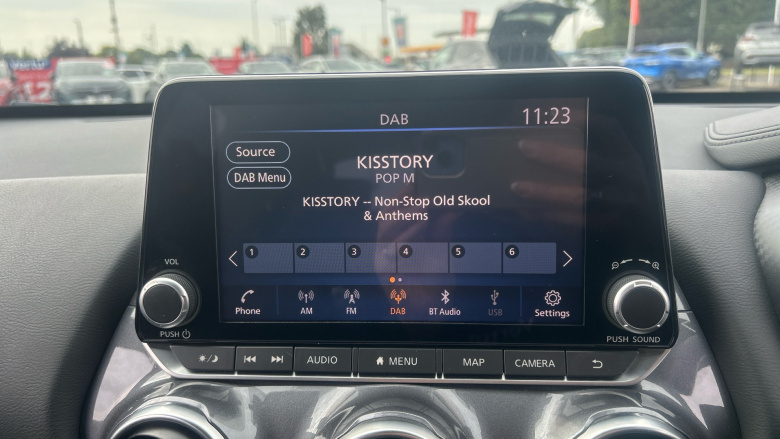 DAB
11:23
Source
DAB Menu
KISSTORY
POP M
KISSTORY -- Non-Stop Old Skool
& Anthems
1 2 3 4 5 6
Phone AM FM DAB BT Audio USB Settings
VOL
PUSH
PUSH SOUND
AUDIO MENU MAP CAMERA